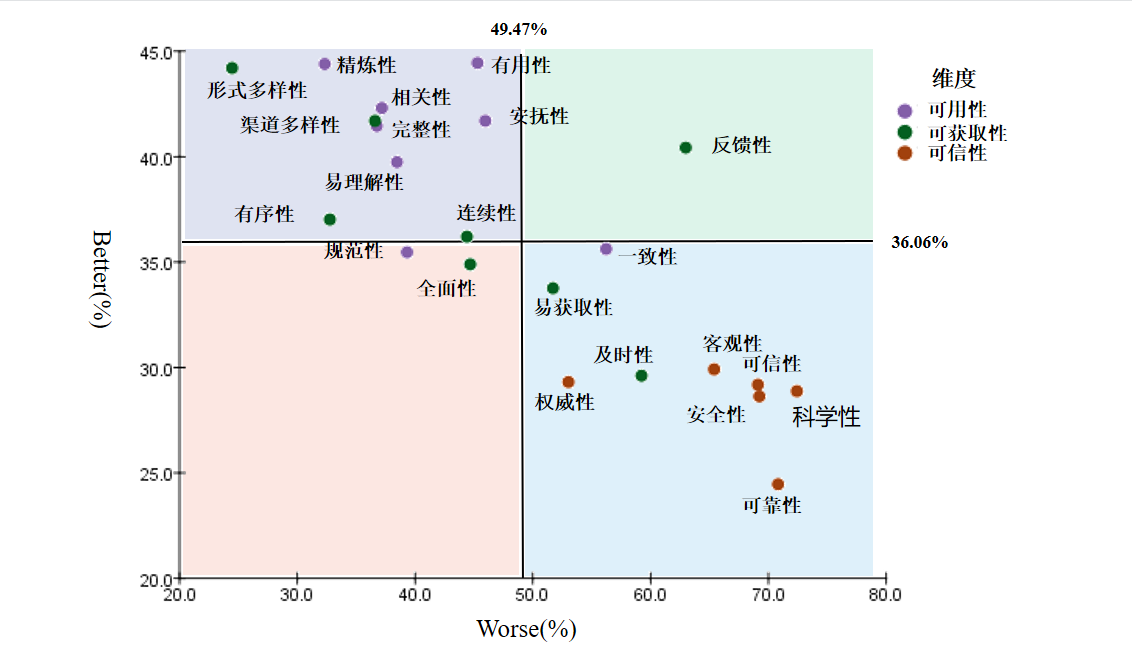 49.47%
45.0
精炼性
有用性
形式多样性
相关性
维度
可用性
渠道多样性
完整性
安抚性
可获取性
反馈性
可信性
40.0
易理解性
有序性
连续性
36.06%
规范性
一致性
Better(%)
35.0
全面性
易获取性
客观性
及时性
可信性
30.0
权威性
安全性
科学性
25.0
可靠性
20.0
20.0 30.0 40.0 50.0 60.0 70.0 80.0
Worse(%)